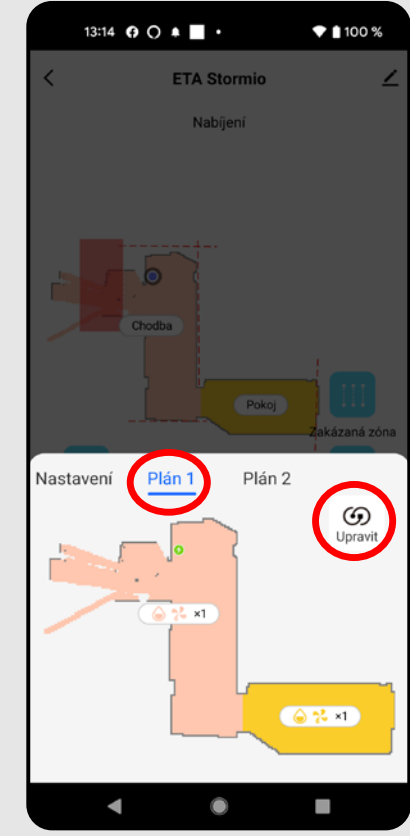 13:14 100 %
ETA Stormio
Nabíjení
Chodba
Pokoj
Zakázaná zóna
Nastavení Plán 1 Plán 2
Upravit
×1
×1